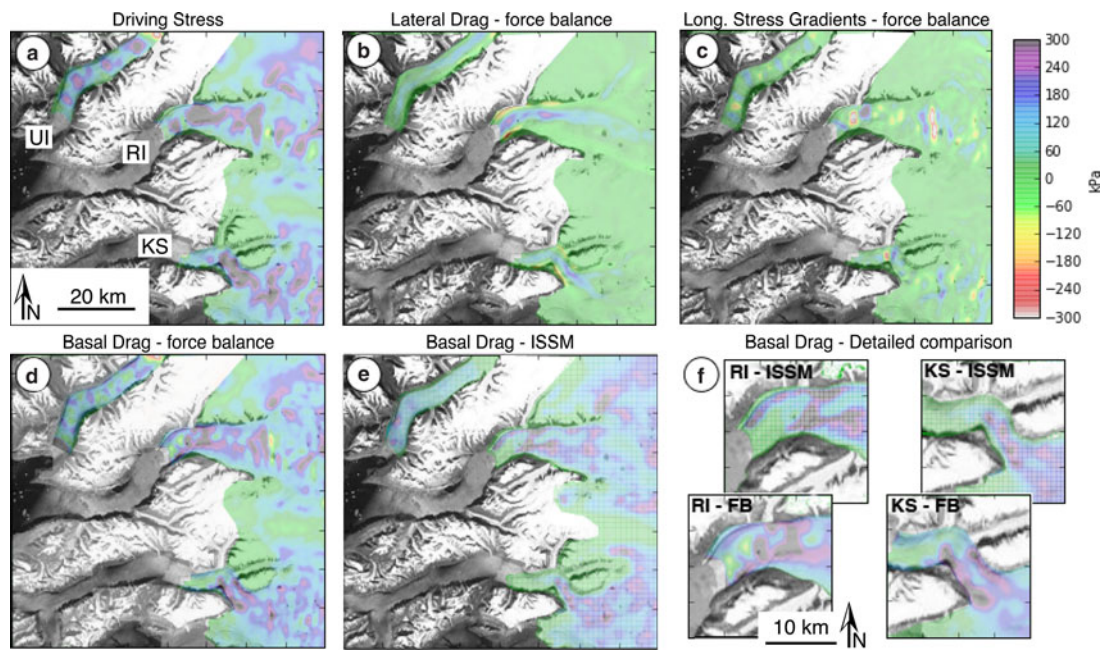 Driving Stress
Lateral Drag - force balance
Long. Stress Gradients - force balance
a
b
c
UI
RI
KS
N
20 km
300
240
180
120
60
0
−60
−120
−180
−240
−300
kPa
Basal Drag - force balance
Basal Drag - ISSM
Basal Drag - Detailed comparison
d
e
f
RI - ISSM
KS - ISSM
RI - FB
KS - FB
10 km
N